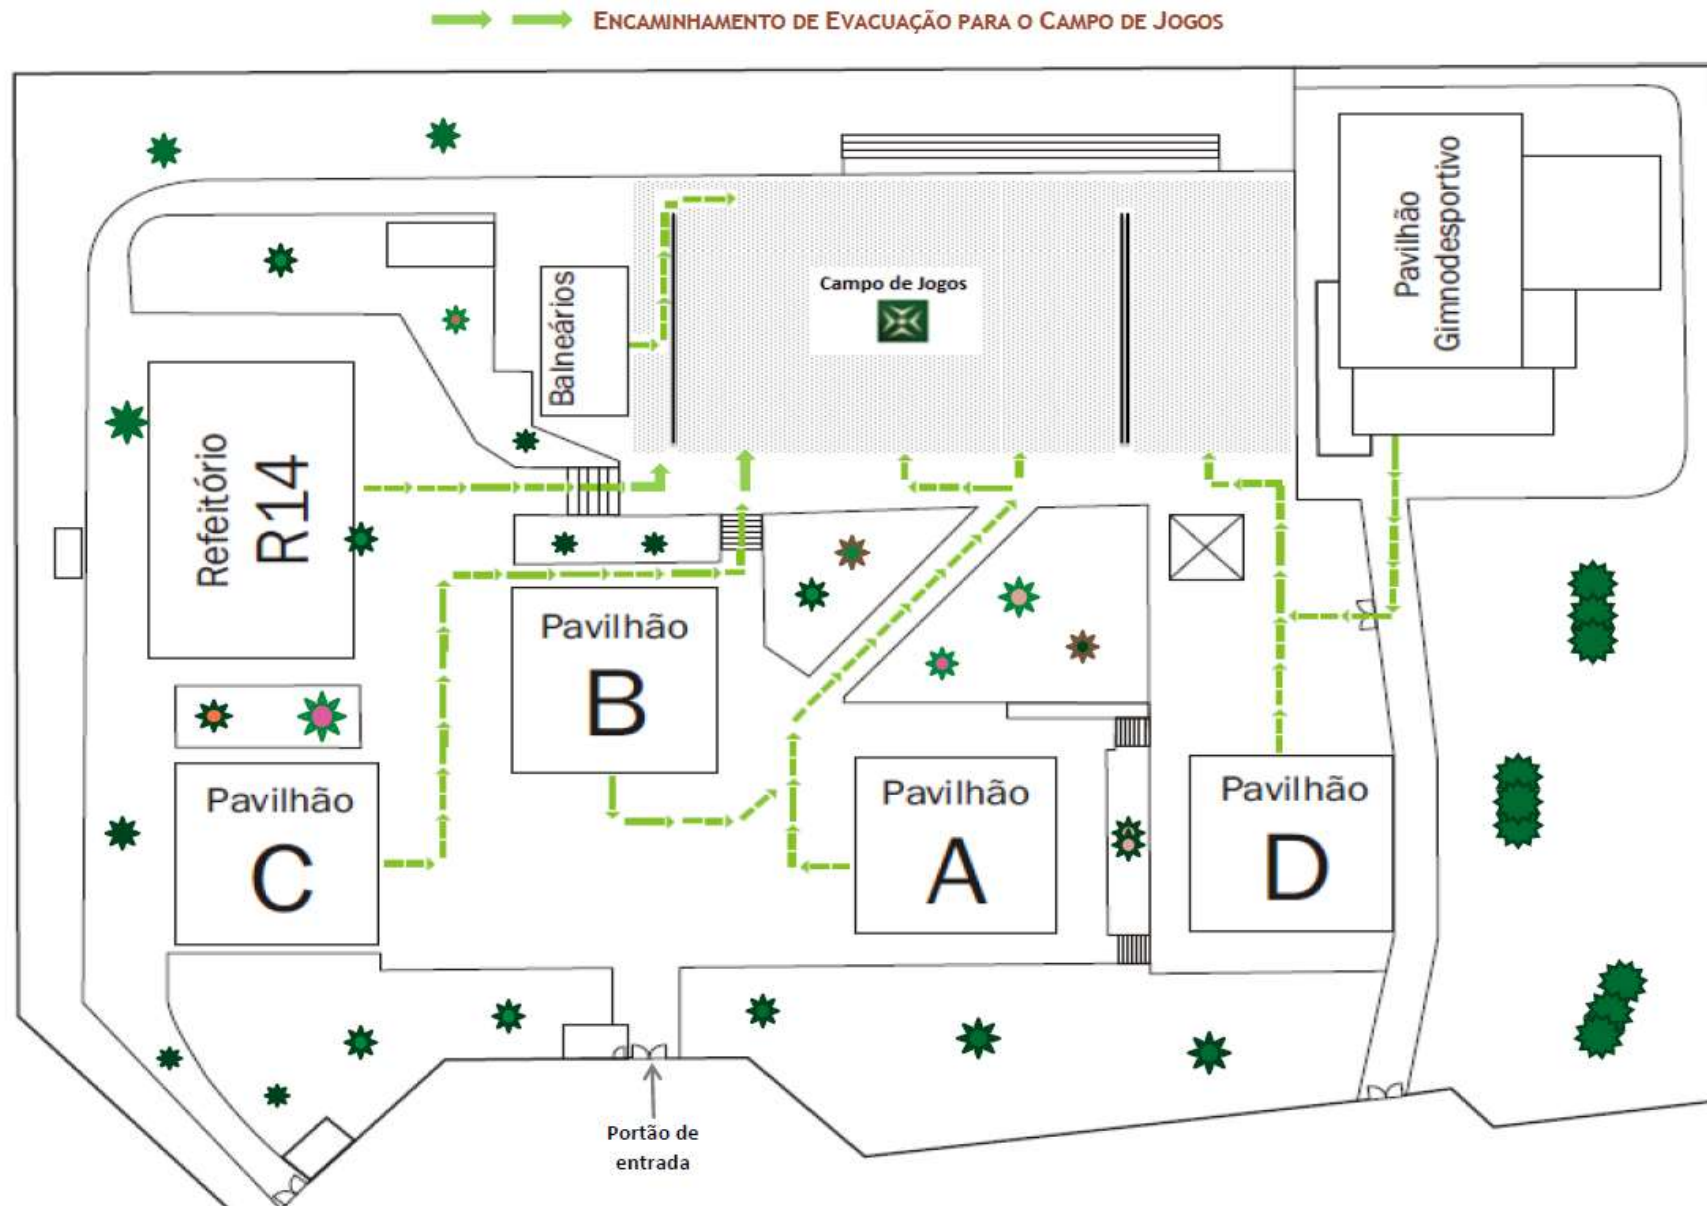 ENCAMINHAMENTO DE EVACUAÇÃO PARA O CAMPO DE JOGOS
Pavilhão
Gimnodesportivo
Campo de Jogos
Balneários
Refeitório
R14
Pavilhão
B
Pavilhão
C
Pavilhão
A
Pavilhão
D
Portão de
entrada